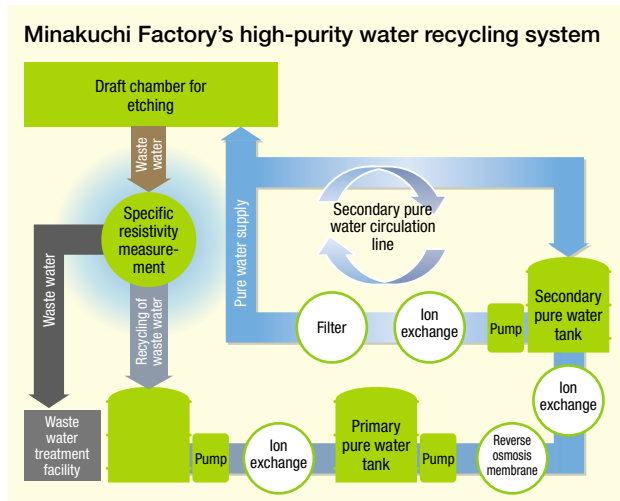 Minakuchi Factory's high-purity water recycling system
Draft chamber for
etching
Waste
water
Specific
resistivity
measure-
ment
Waste water
Recycling of
waste water
Pure water supply
Secondary pure
water circulation
line
Filter
Ion
exchange
Pump
Secondary
pure water
tank
Ion
exchange
Waste
water
treatment
facility
Pump
Ion
exchange
Primary
pure water
tank
Pump
Reverse
osmosis
membrane